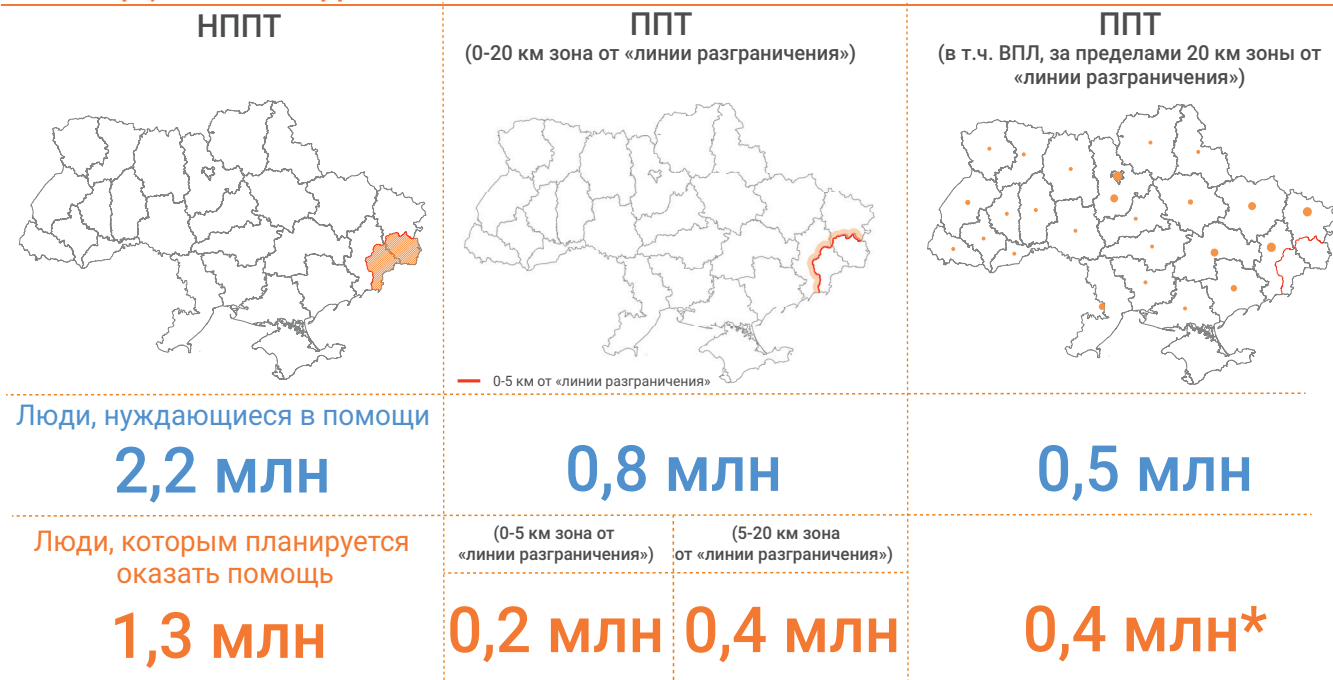 НППТ
ППТ
(0-20 км зона от «линии разграничения»)
ППТ
(в т.ч. ВПЛ, за пределами 20 км зоны от
«линии разграничения»)
0-5 км от «линии разграничения»
Люди, нуждающиеся в помощи
2,2 млн
0,8 млн
0,5 млн
Люди, которым планируется
оказать помощь
1,3 млн
(0-5 км зона от
«линии разграничения»)
0,2 млн
(5-20 км зона
от «линии разграничения»)
0,4 млн
0,4 млн*